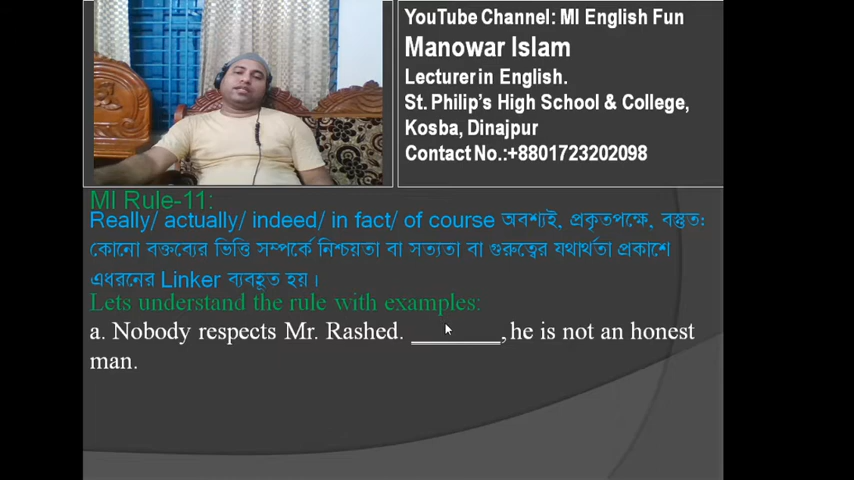 YouTube Channel: MI English Fun
Manowar Islam
Lecturer in English.
St. Philip's High School & College,
Kosba, Dinajpur
Contact No.:+8801723202098
MI Rule-11:
Really/ actually/ indeed/ in fact/ of course অবশ্যই, প্রকৃতপক্ষে, বস্তুত:
কোনো বক্তব্যের ভিত্তি সম্পর্কে নিশ্চয়তা বা সত্যতা বা গুরুত্বের যথার্থতা প্রকাশে
এধরনের Linker ব্যবহৃত হয়।
Lets understand the rule with examples:
a. Nobody respects Mr. Rashed. _______, he is not an honest
man.